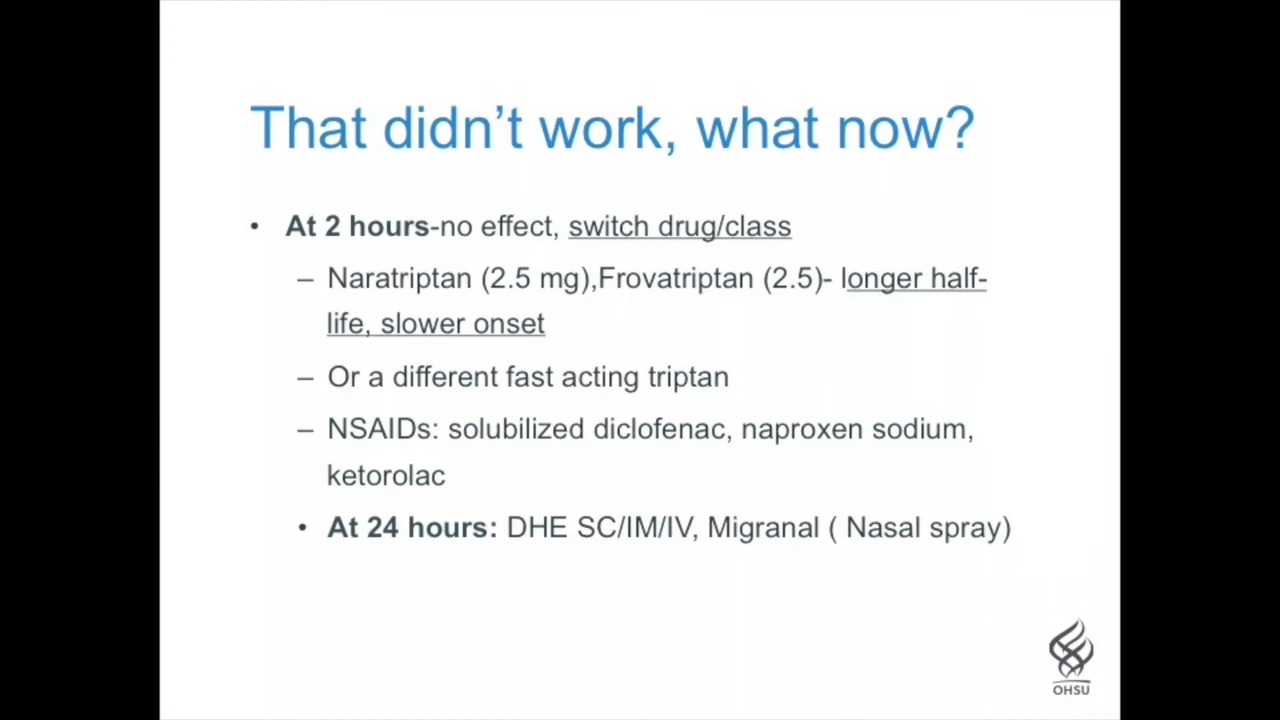 That didn’t work, what now?
• At 2 hours-no effect, switch drug/class
– Naratriptan (2.5 mg),Frovatriptan (2.5)- longer half-
life, slower onset
– Or a different fast acting triptan
– NSAIDs: solubilized diclofenac, naproxen sodium,
ketorolac
• At 24 hours: DHE SC/IM/IV, Migranal ( Nasal spray)
OHSU